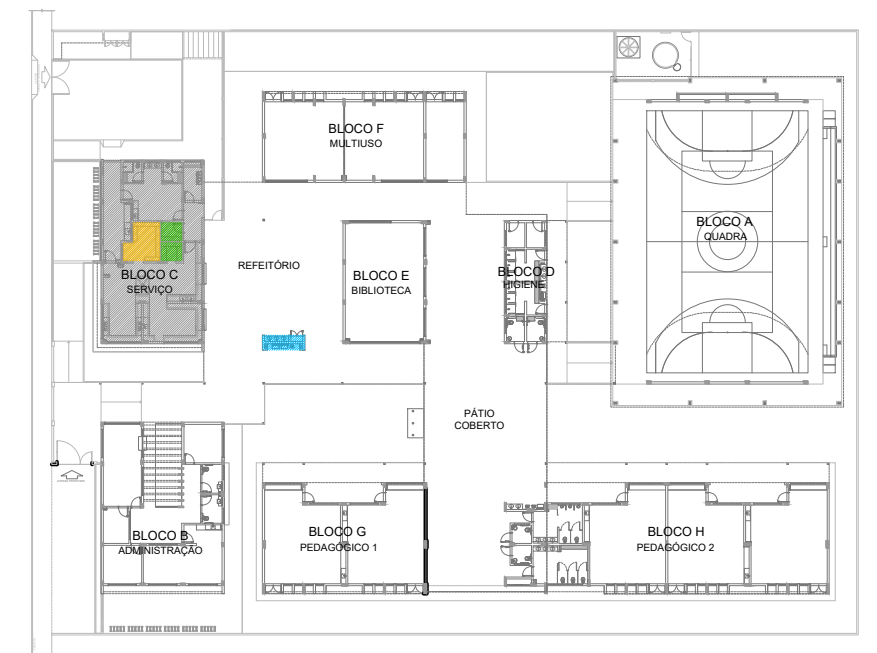 BLOCO F
MULTIUSO
BLOCO A
QUADRA
BLOCO C
SERVIÇO
REFEITÓRIO
BLOCO E
BIBLIOTECA
BLOCO D
HIGIENE
PÁTIO
COBERTO
BLOCO B
ADMINISTRAÇÃO
BLOCO G
PEDAGÓGICO 1
BLOCO H
PEDAGÓGICO 2